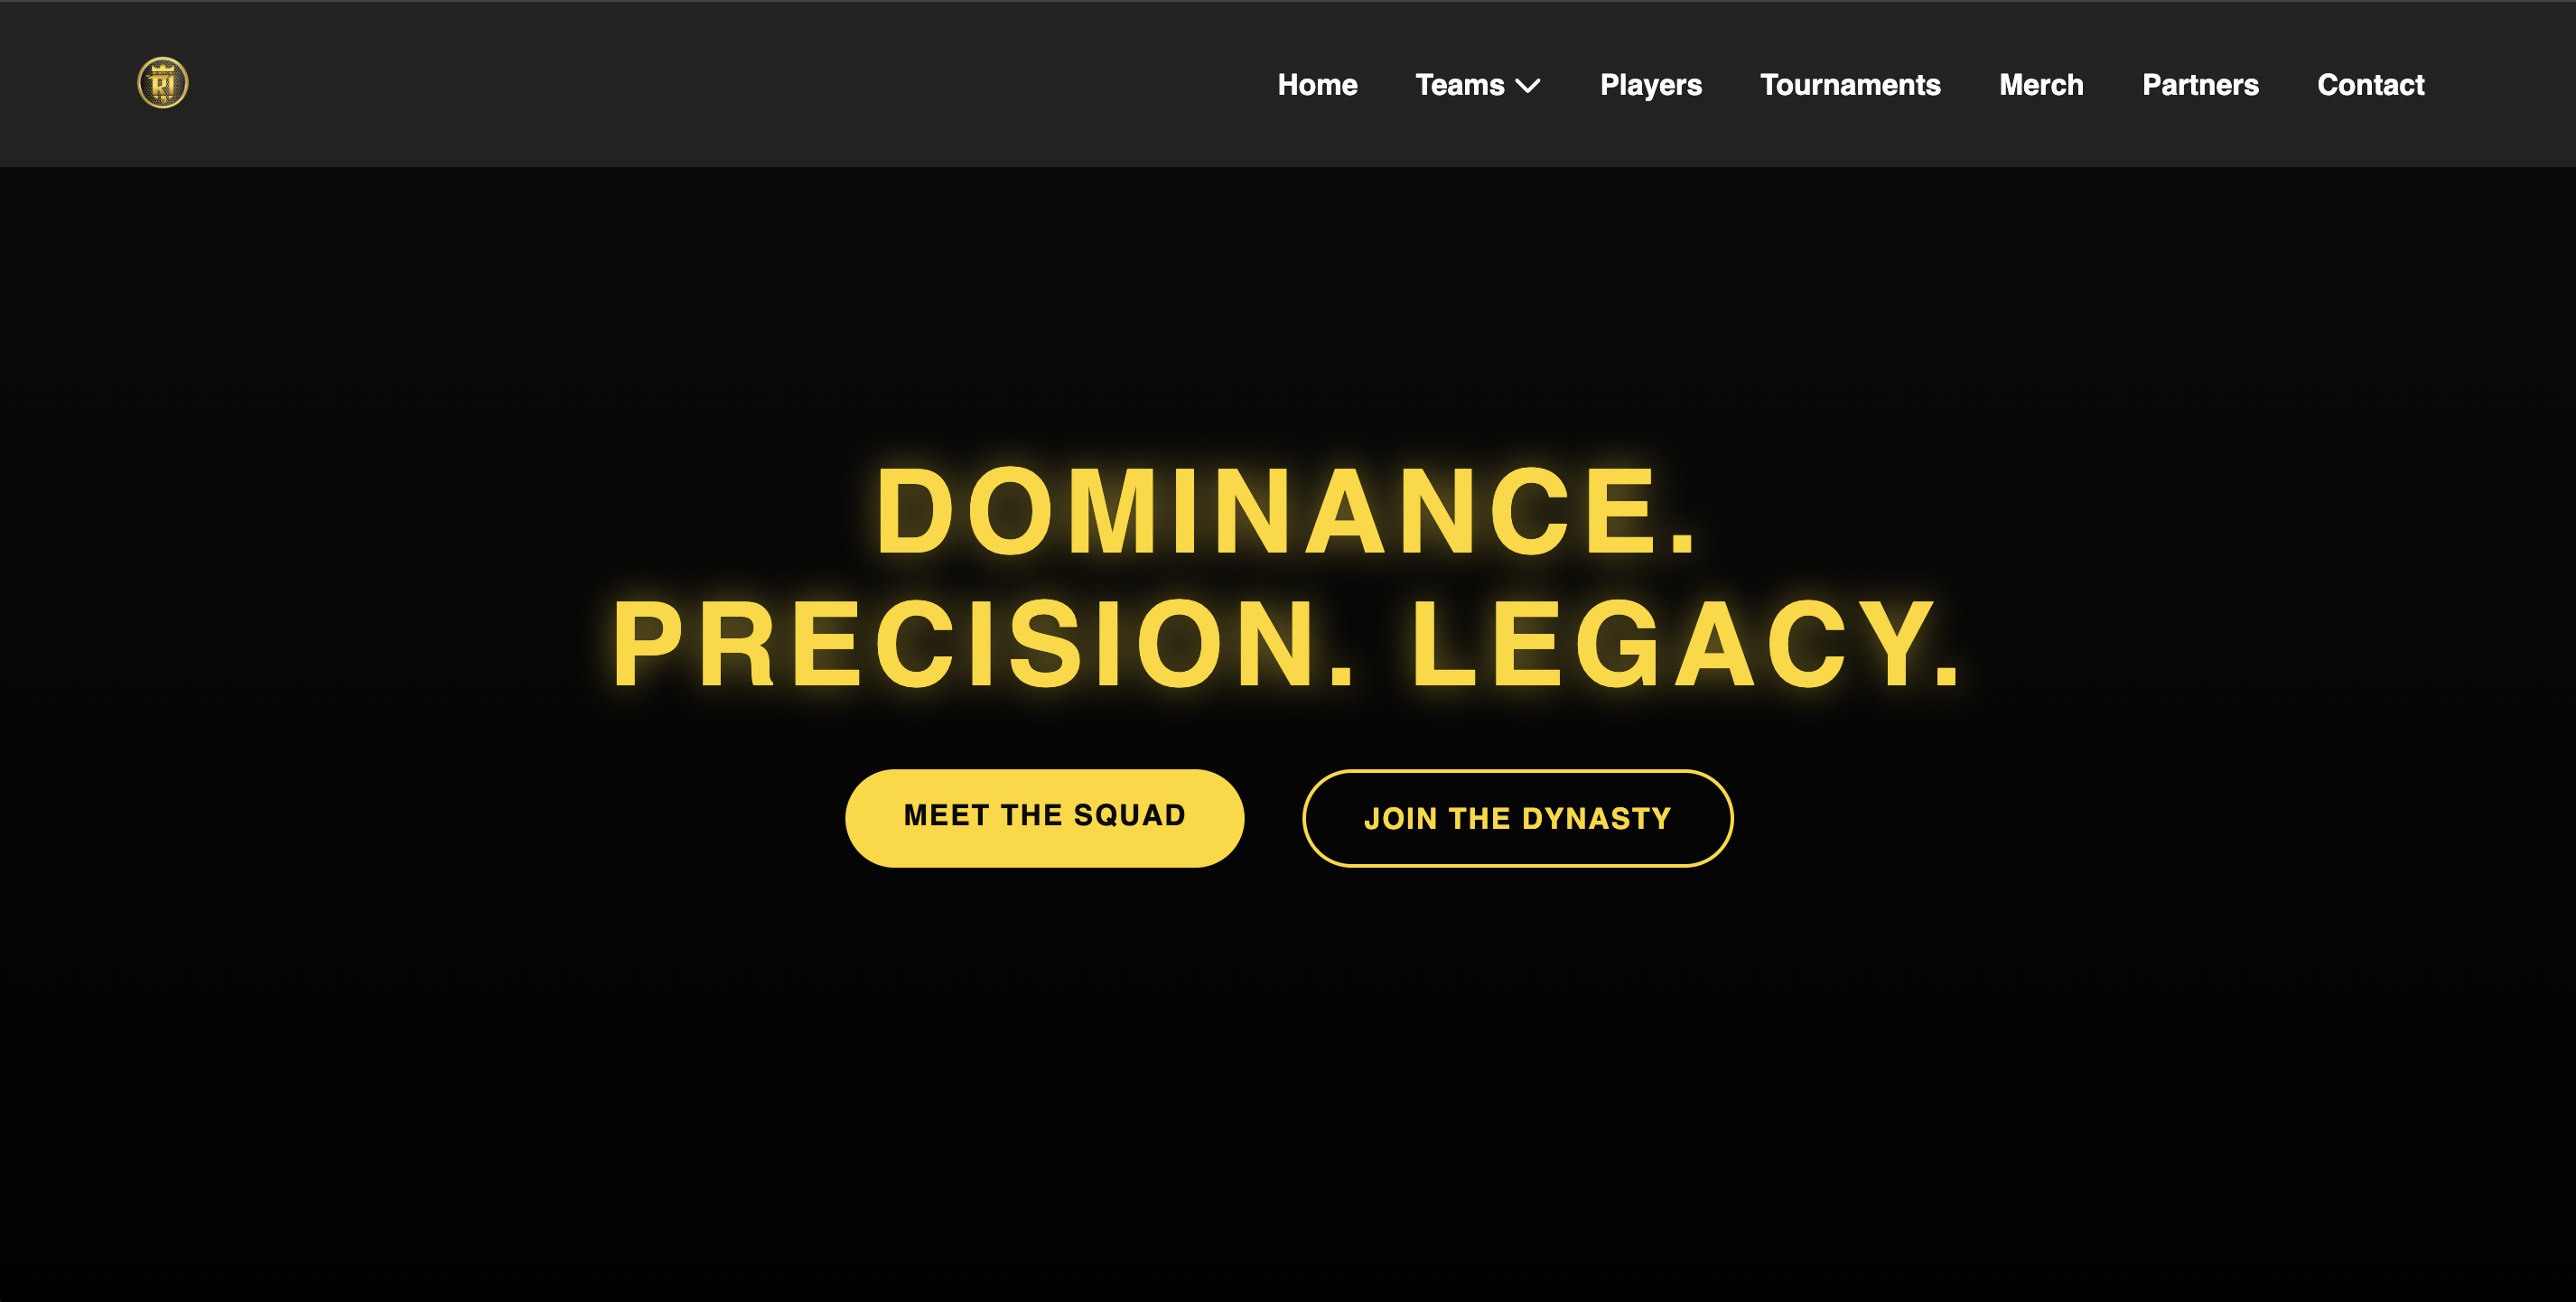 RI
Home Teams Players Tournaments Merch Partners Contact
DOMINANCE.
PRECISION. LEGACY.
MEET THE SQUAD JOIN THE DYNASTY